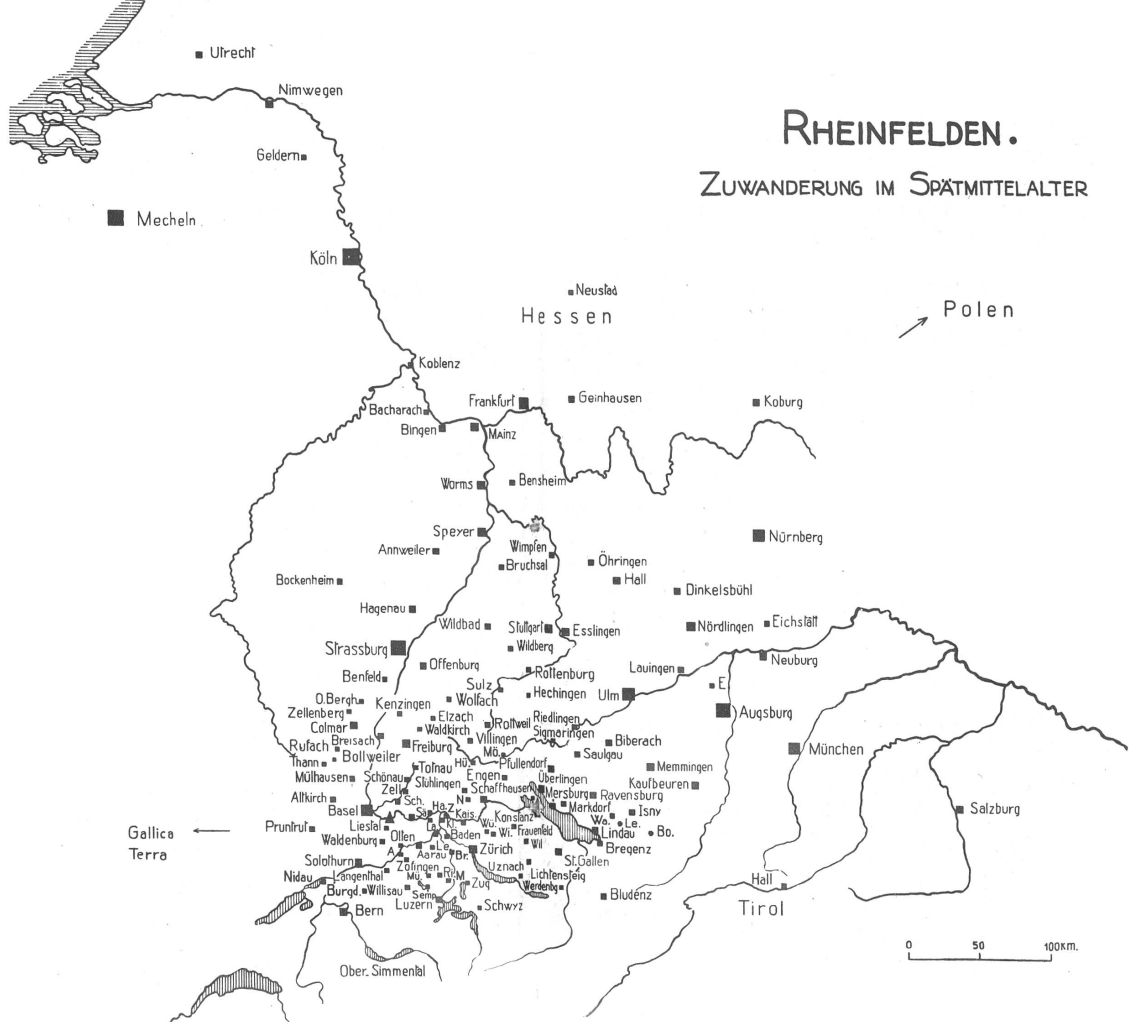 RHEINFELDEN.
ZUWANDERUNG IM SPÄTMITTELALTER
Utrecht
Nimwegen
Geldern
Mecheln
Köln
Neustad
Hessen
Polen
Koblenz
Bacharach
Bingen
Frankfurt
Mainz
Geinhausen
Koburg
Worms
Bensheim
Speyer
Nürnberg
Annweiler
Wimpfen
Bruchsal
Öhringen
Hall
Bockenheim
Dinkelsbühl
Hagenau
Wildbad
Stuttgart
Esslingen
Nördlingen
Eichstätt
Strassburg
Wildberg
Offenburg
Rottenburg
Lauingen
Neuburg
Benfeld
Sulz
Hechingen
Ulm
E.
O.Bergh.
Kenzingen
Wolfach
Zellenberg
Elzach
Rottweil
Riedlingen
Augsburg
Colmar
Waldkirch
Sigmaringen
Breisach
Freiburg
Villingen
Biberach
München
Rufach
Bollweiler
Mö.
Saulgau
Thann
Totnau
Hü.
Pfullendorf
Memmingen
Mülhausen
Schönau
Stühlingen
Engen
Überlingen
Kaufbeuren
Zell
Schaffhausen
Mersburg
Ravensburg
Altkirch
Sch.
N.
Markdorf
Isny
Salzburg
Basel
Sä.
Ha.
Z.
Kais.
Konstanz
Wa.
Le.
Gallica
Terra
Pruntrut
Liestal
La.
Kl.
Wü.
Wi.
Frauenfeld
Lindau
Bo.
Waldenburg
Olten
Baden
Wil
Bregenz
A.
Aarau
Le.
Br.
Zürich
St.Gallen
Solothurn
Zofingen
Uznach
Lichtensteig
Nidau
Langenthal
Mü.
Ri.
M
Zug
Werdenbg.
Hall
Burgd.
Willisau
Semp.
Bludenz
Luzern
Schwyz
Bern
Tirol
Ober-Simmental
0 50 100 KM.